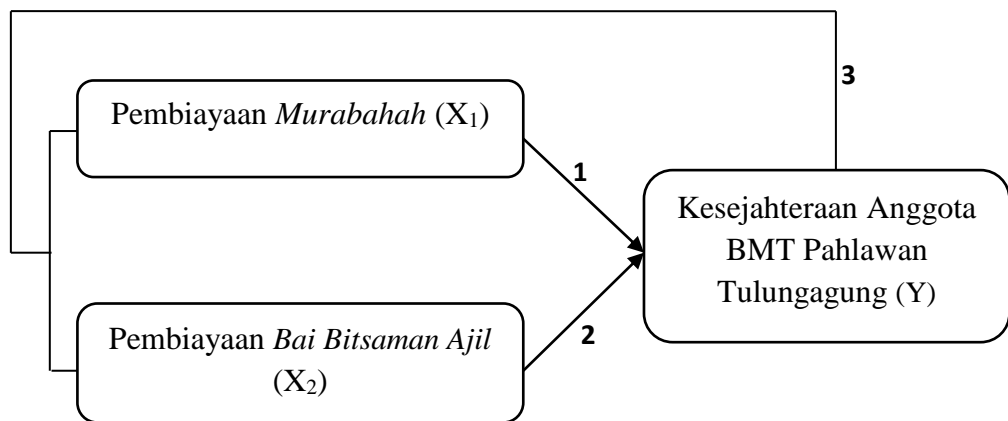 3
Pembiayaan Murabahah (X₁)
1
Kesejahteraan Anggota
BMT Pahlawan
Tulungagung (Y)
Pembiayaan Bai Bitsaman Ajil
(X₂)
2